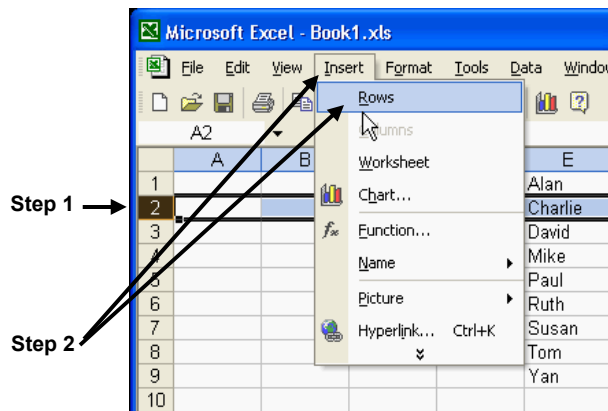 Microsoft Excel - Book1.xls
File Edit View Insert Format Tools Data Window
Rows
A2
Columns
A B E
Worksheet
1 Alan
Chart...
Step 1
2 Charlie
3 Function... David
4 Name Mike
5 Paul
6 Picture Ruth
7 Hyperlink... Ctrl+K Susan
Step 2
8 Tom
9 Yan
10